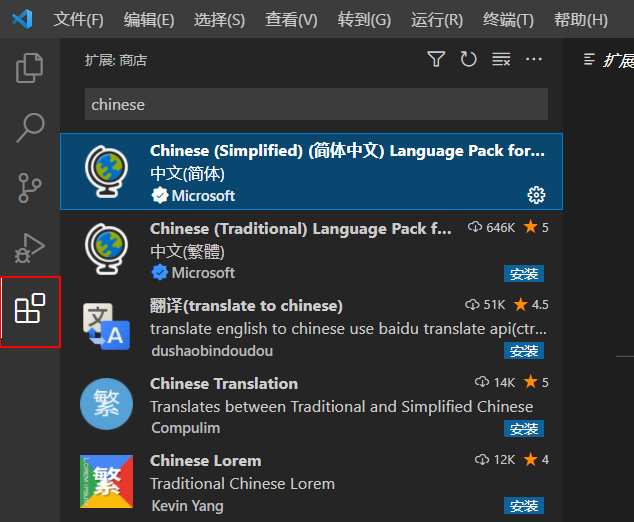 文件(F) 编辑(E) 选择(S) 查看(V) 转到(G) 运行(R) 终端(T) 帮助(H)
扩展: 商店
扩展
chinese
Chinese (Simplified) (简体中文) Language Pack for...
中文(简体)
Microsoft
Chinese (Traditional) Language Pack f... 646K 5
中文(繁體)
Microsoft 安装
翻译(translate to chinese) 51K 4.5
translate english to chinese use baidu translate api(ctr...
dushaobindoudou 安装
文 A
Chinese Translation 14K 5
Translates between Traditional and Simplified Chinese
Compulim 安装
繁
Chinese Lorem 12K 4
Traditional Chinese Lorem
Kevin Yang 安装
繁